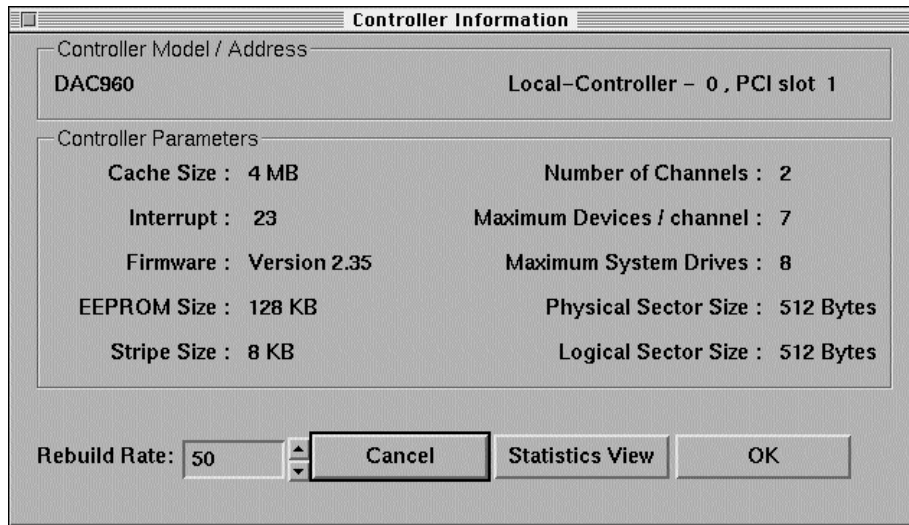 Controller Information
Controller Model / Address
DAC960 Local-Controller - 0 , PCI slot 1
Controller Parameters
Cache Size : 4 MB Number of Channels : 2
Interrupt : 23 Maximum Devices / channel : 7
Firmware : Version 2.35 Maximum System Drives : 8
EEPROM Size : 128 KB Physical Sector Size : 512 Bytes
Stripe Size : 8 KB Logical Sector Size : 512 Bytes
Rebuild Rate: 50 Cancel Statistics View OK